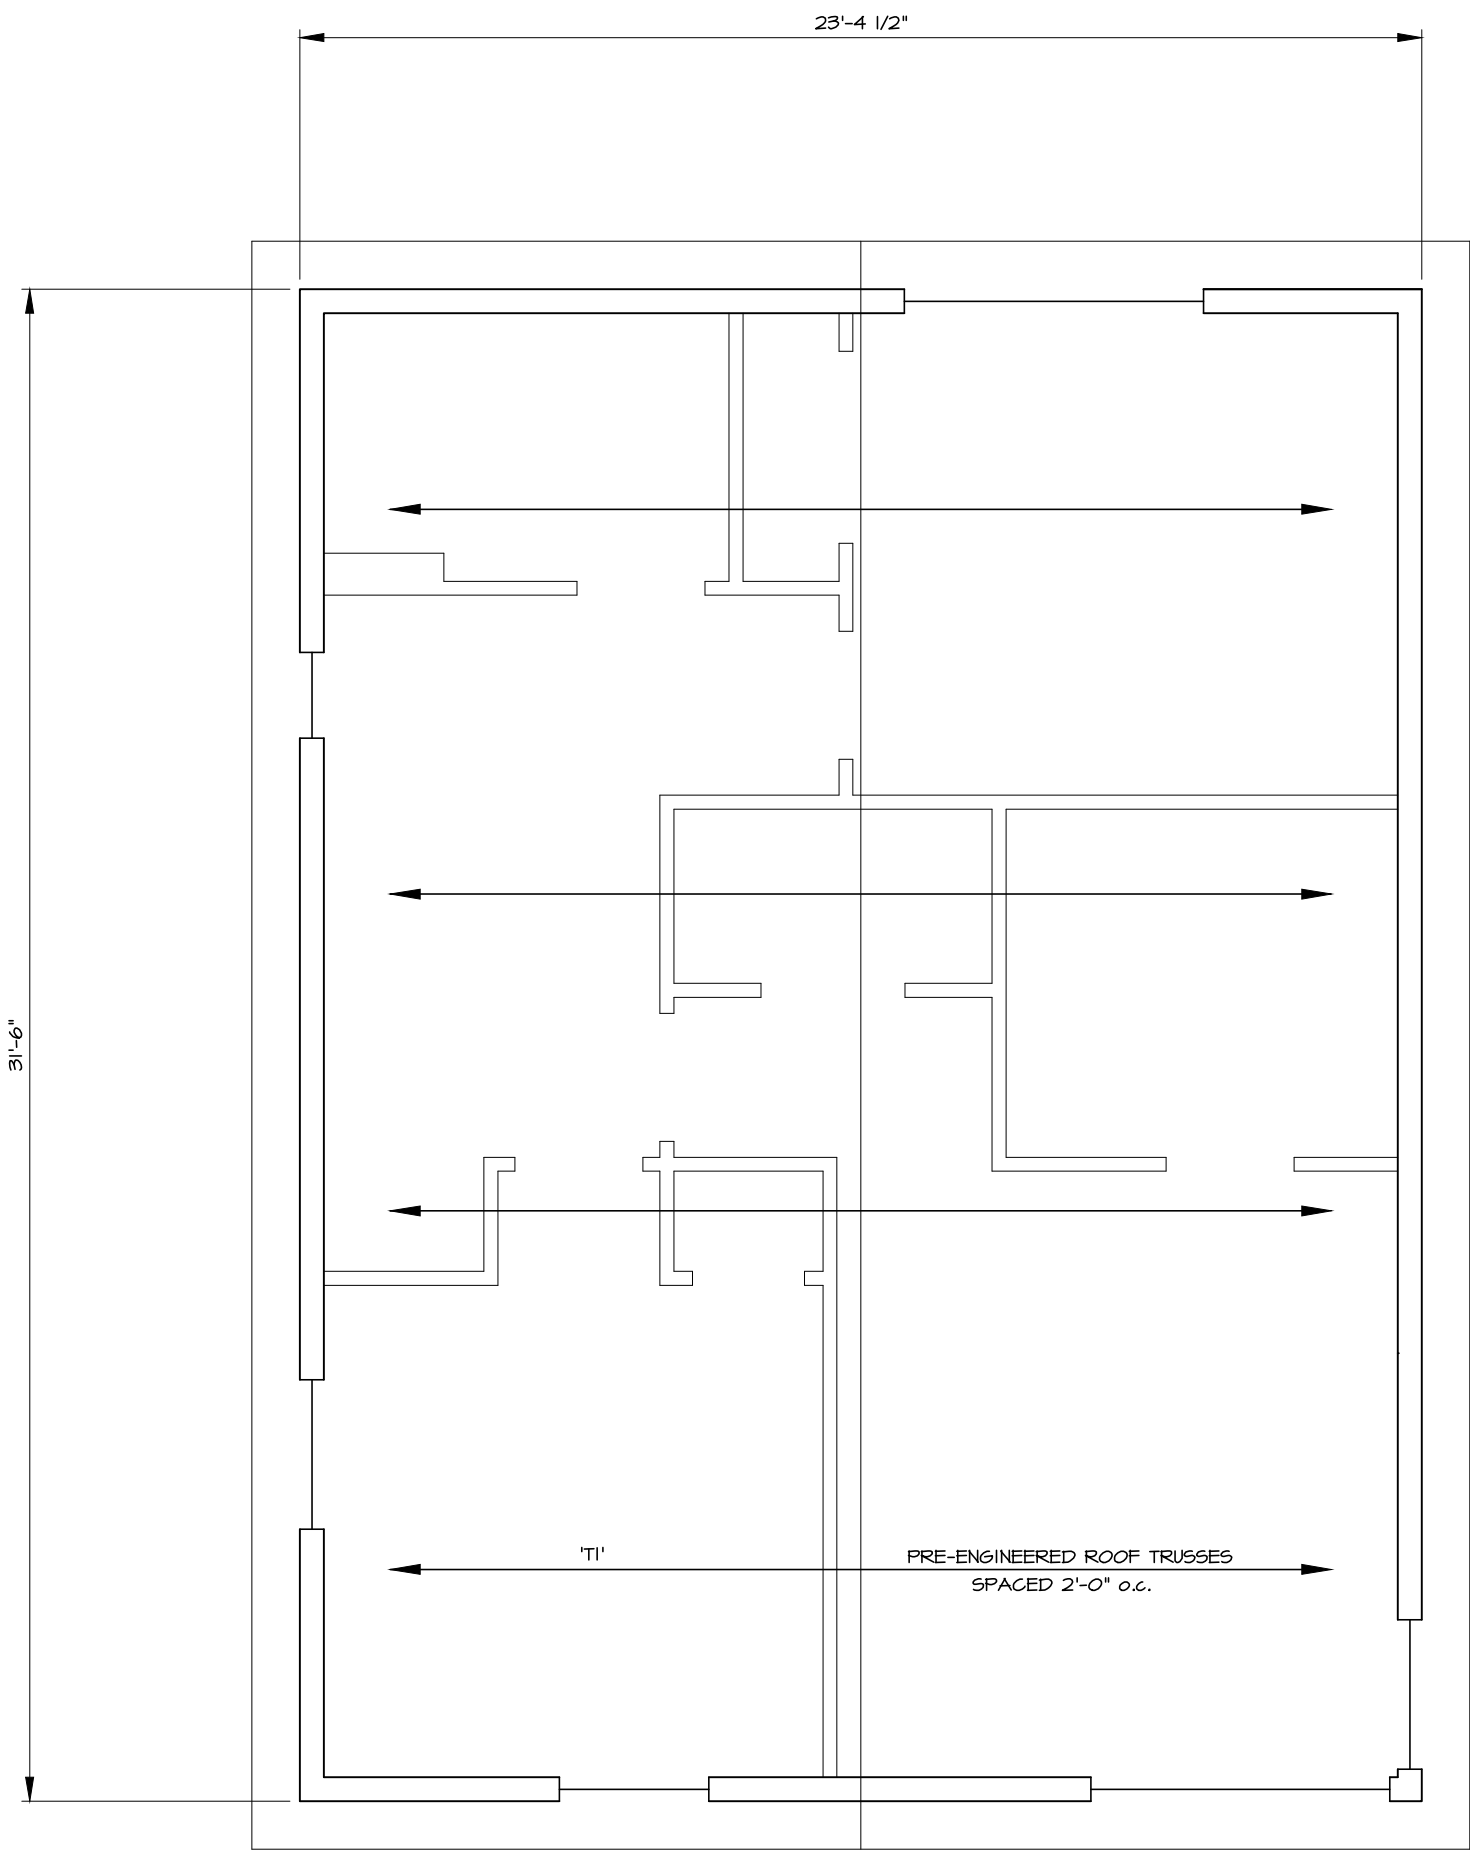 23'-4 1/2"
31'-6"
'T1'
PRE-ENGINEERED ROOF TRUSSES
SPACED 2'-0" o.c.